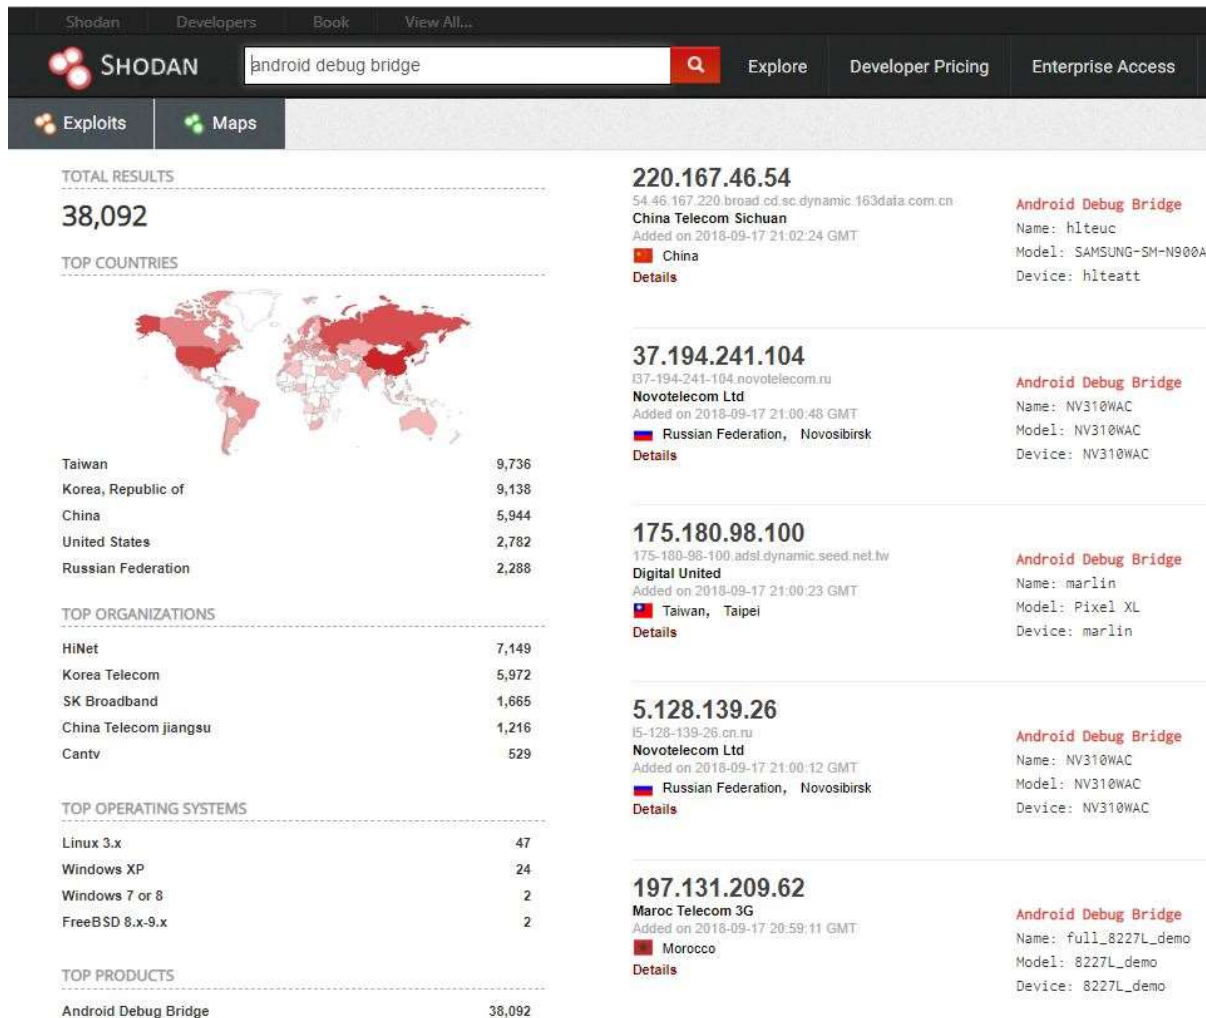 Shodan Developers Book View All...
SHODAN android debug bridge Explore Developer Pricing Enterprise Access
Exploits Maps
TOTAL RESULTS
38,092
TOP COUNTRIES
Taiwan 9,736
Korea, Republic of 9,138
China 5,944
United States 2,782
Russian Federation 2,288
TOP ORGANIZATIONS
HiNet 7,149
Korea Telecom 5,972
SK Broadband 1,665
China Telecom jiangsu 1,216
Cantv 529
TOP OPERATING SYSTEMS
Linux 3.x 47
Windows XP 24
Windows 7 or 8 2
FreeBSD 8.x-9.x 2
TOP PRODUCTS
Android Debug Bridge 38,092
220.167.46.54
54.46.167.220.broad.cd.sc.dynamic.163data.com.cn
China Telecom Sichuan
Added on 2018-09-17 21:02:24 GMT
China
Details
Android Debug Bridge
Name: hlteuc
Model: SAMSUNG-SM-N900A
Device: hlteatt
37.194.241.104
l37-194-241-104.novotelecom.ru
Novotelecom Ltd
Added on 2018-09-17 21:00:48 GMT
Russian Federation, Novosibirsk
Details
Android Debug Bridge
Name: NV310WAC
Model: NV310WAC
Device: NV310WAC
175.180.98.100
175-180-98-100.adsl.dynamic.seed.net.tw
Digital United
Added on 2018-09-17 21:00:23 GMT
Taiwan, Taipei
Details
Android Debug Bridge
Name: marlin
Model: Pixel XL
Device: marlin
5.128.139.26
l5-128-139-26.cn.ru
Novotelecom Ltd
Added on 2018-09-17 21:00:12 GMT
Russian Federation, Novosibirsk
Details
Android Debug Bridge
Name: NV310WAC
Model: NV310WAC
Device: NV310WAC
197.131.209.62
Maroc Telecom 3G
Added on 2018-09-17 20:59:11 GMT
Morocco
Details
Android Debug Bridge
Name: full_8227L_demo
Model: 8227L_demo
Device: 8227L_demo